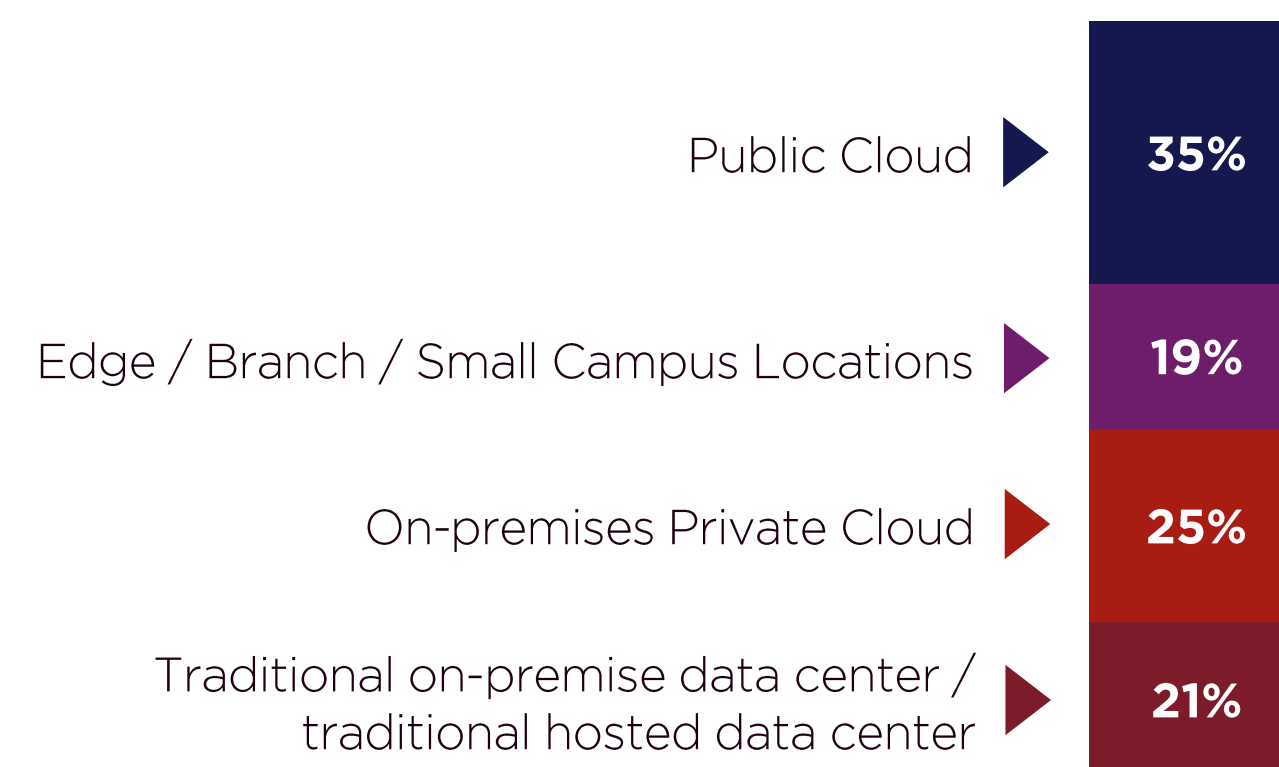 Public Cloud 35%
Edge / Branch / Small Campus Locations 19%
On-premises Private Cloud 25%
Traditional on-premise data center /
traditional hosted data center 21%